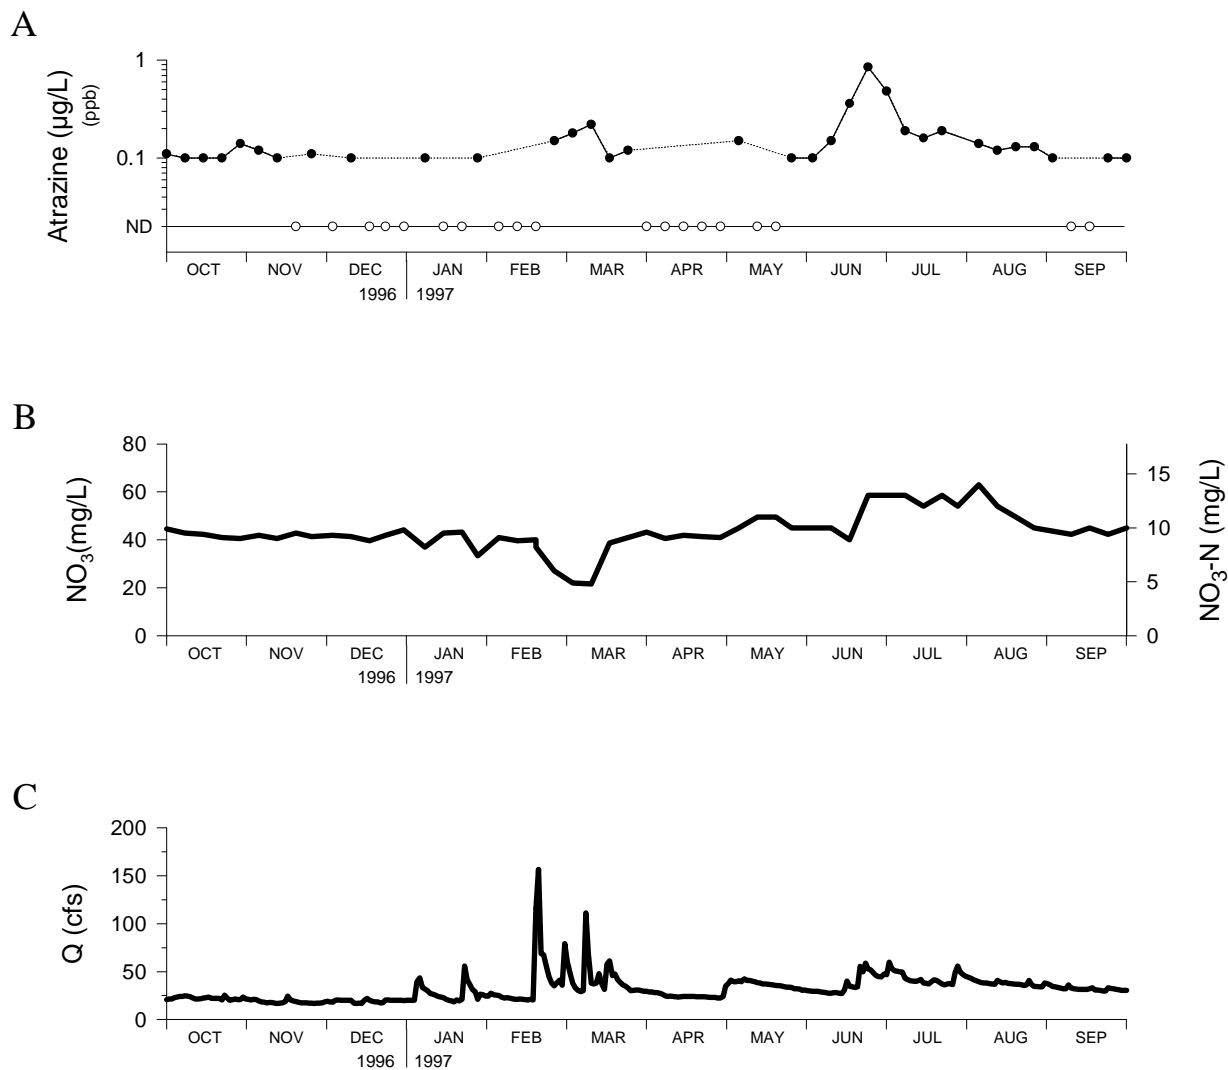 A
Atrazine (µg/L)
(ppb)
1
0.1
ND
OCT NOV DEC JAN FEB MAR APR MAY JUN JUL AUG SEP
1996 1997
B
NO3(mg/L)
80
60
40
20
0
15
10
5
0
NO3-N (mg/L)
OCT NOV DEC JAN FEB MAR APR MAY JUN JUL AUG SEP
1996 1997
C
Q (cfs)
200
150
100
50
0
OCT NOV DEC JAN FEB MAR APR MAY JUN JUL AUG SEP
1996 1997